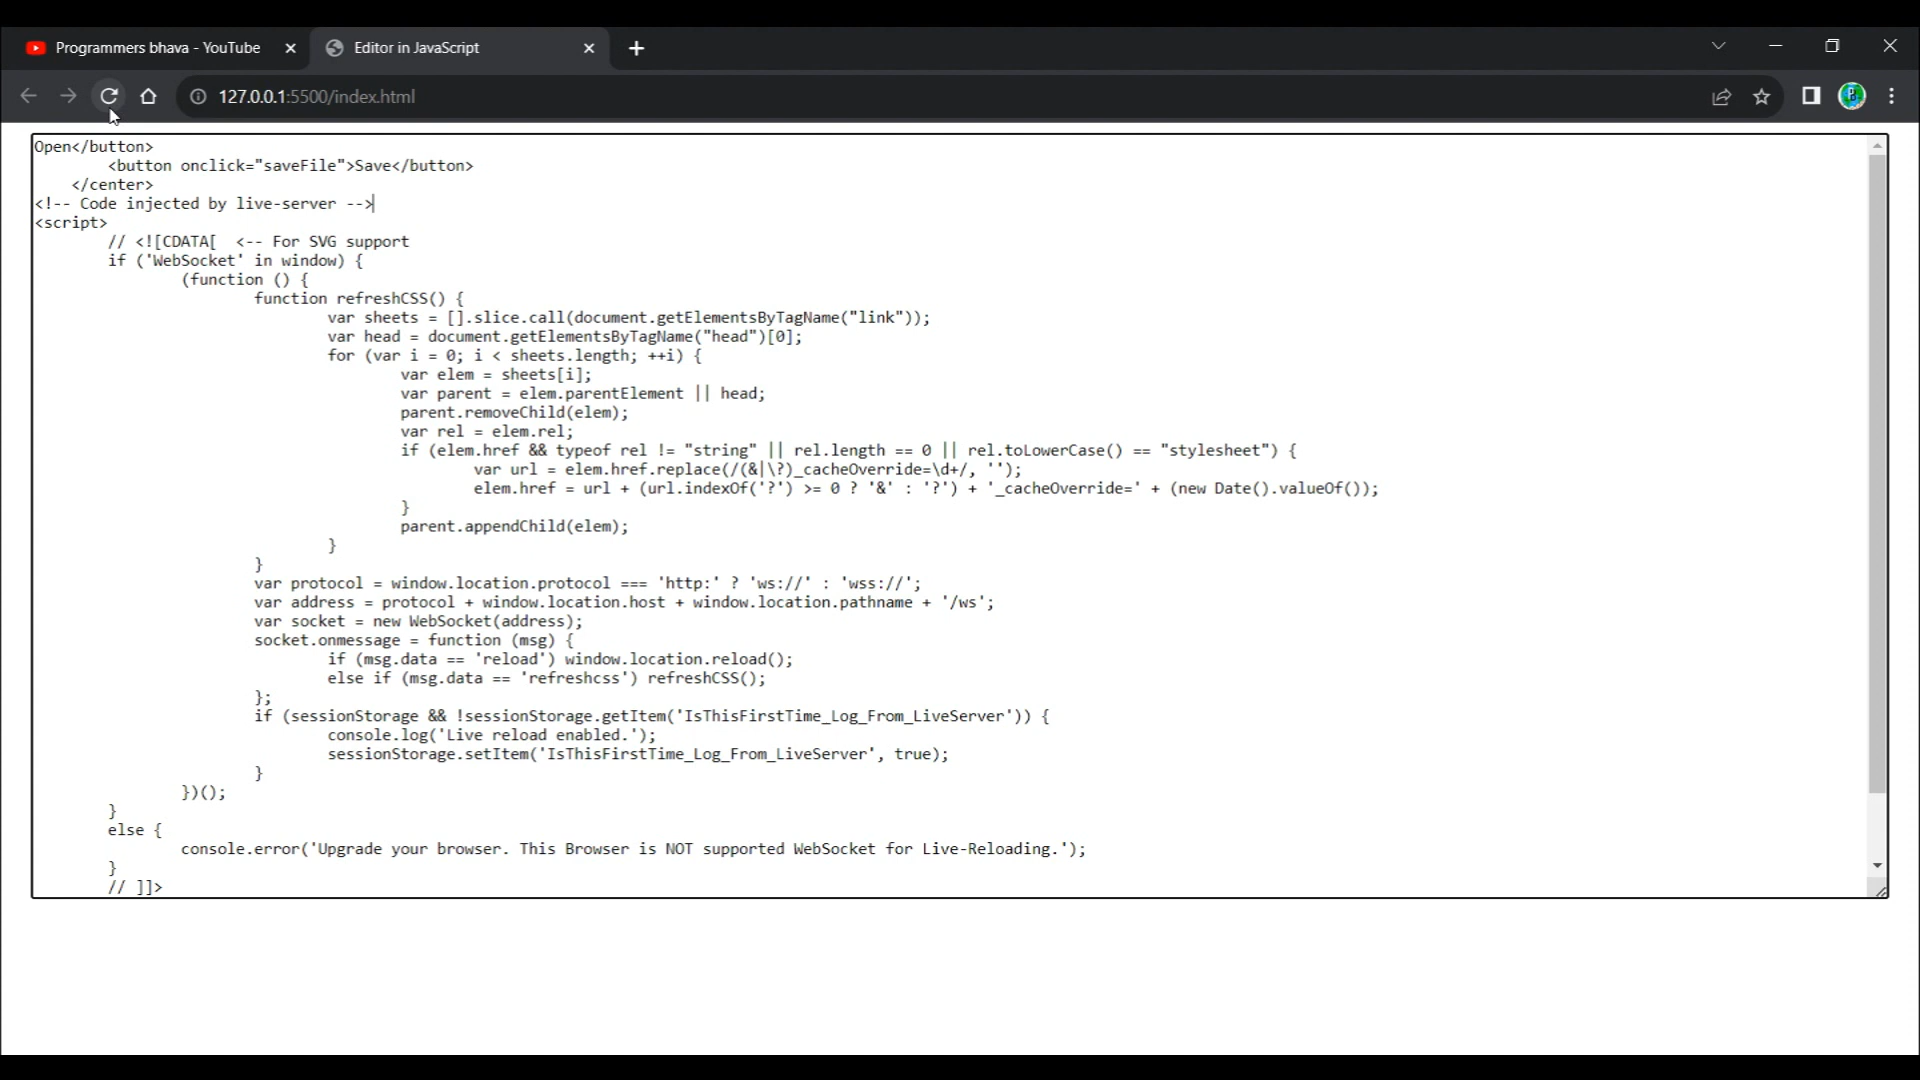 Programmers bhava - YouTube
Editor in JavaScript
127.0.0.1:5500/index.html
Open</button>
<button onclick="saveFile">Save</button>
</center>
<!-- Code injected by live-server -->
<script>
// <![CDATA[  <-- For SVG support
if ('WebSocket' in window) {
(function () {
function refreshCSS() {
var sheets = [].slice.call(document.getElementsByTagName("link"));
var head = document.getElementsByTagName("head")[0];
for (var i = 0; i < sheets.length; ++i) {
var elem = sheets[i];
var parent = elem.parentElement || head;
parent.removeChild(elem);
var rel = elem.rel;
if (elem.href && typeof rel != "string" || rel.length == 0 || rel.toLowerCase() == "stylesheet") {
var url = elem.href.replace(/(&|\?)_cacheOverride=\d+/, '');
elem.href = url + (url.indexOf('?') >= 0 ? '&' : '?') + '_cacheOverride=' + (new Date().valueOf());
}
parent.appendChild(elem);
}
}
var protocol = window.location.protocol === 'http:' ? 'ws://' : 'wss://';
var address = protocol + window.location.host + window.location.pathname + '/ws';
var socket = new WebSocket(address);
socket.onmessage = function (msg) {
if (msg.data == 'reload') window.location.reload();
else if (msg.data == 'refreshcss') refreshCSS();
};
if (sessionStorage && !sessionStorage.getItem('IsThisFirstTime_Log_From_LiveServer')) {
console.log('Live reload enabled.');
sessionStorage.setItem('IsThisFirstTime_Log_From_LiveServer', true);
}
})();
}
else {
console.error('Upgrade your browser. This Browser is NOT supported WebSocket for Live-Reloading.');
}
// ]]>